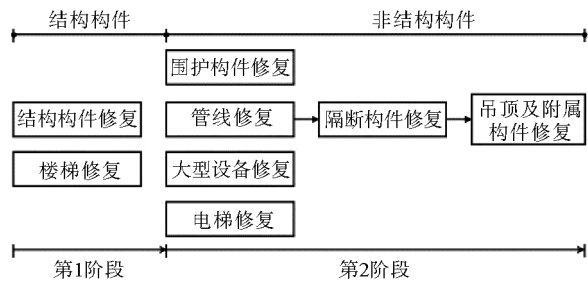 结构构件
非结构构件
围护构件修复
结构构件修复
管线修复
隔断构件修复
吊顶及附属
构件修复
楼梯修复
大型设备修复
电梯修复
第1阶段
第2阶段